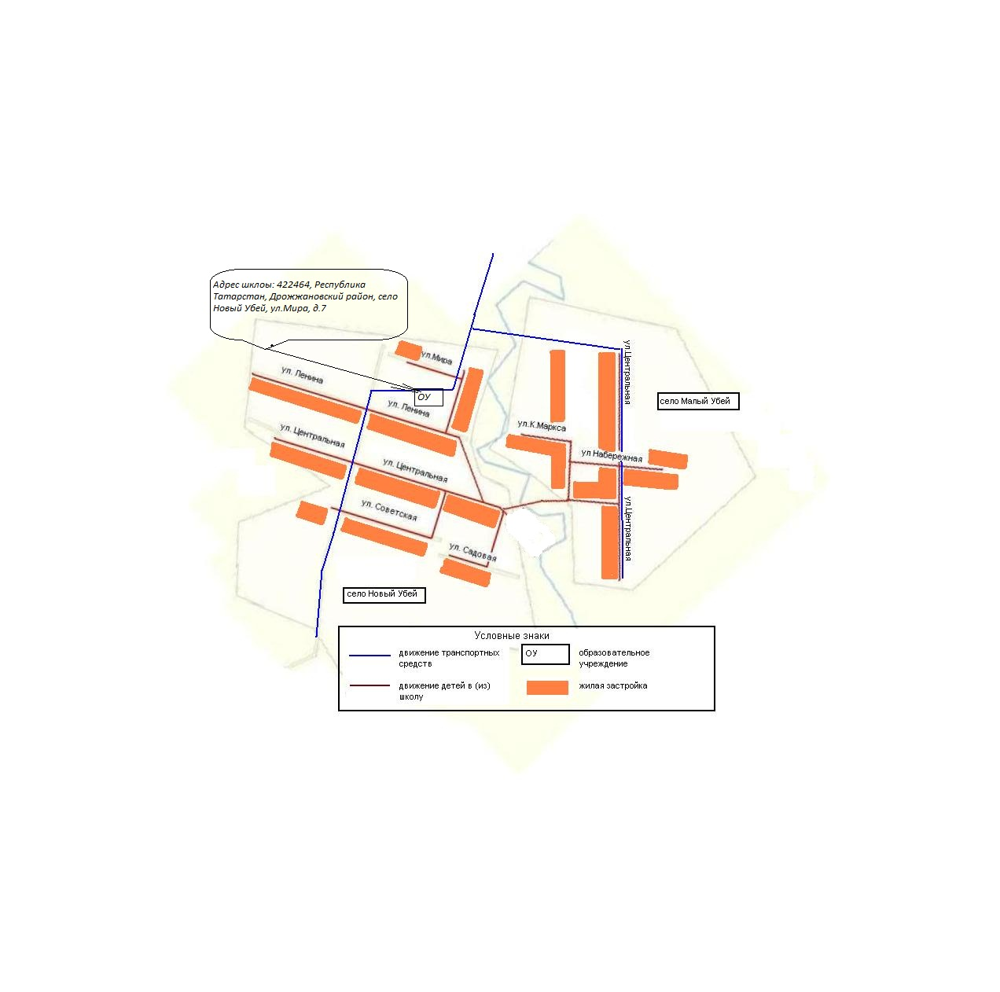 Адрес шклоы: 422464, Республика
Татарстан, Дрожжановский район, село
Новый Убей, ул.Мира, д.7
ул.Мира
ул. Ленина
ОУ
ул. Ленина
ул.Центральная
село Малый Убей
ул.К.Маркса
ул. Центральная
ул Набережная
ул. Центральная
ул. Советская
ул.Центральная
ул. Садовая
село Новый Убей
Условные знаки
движение транспортных
средств
ОУ
образовательное
учреждение
движение детей в (из)
школу
жилая застройка